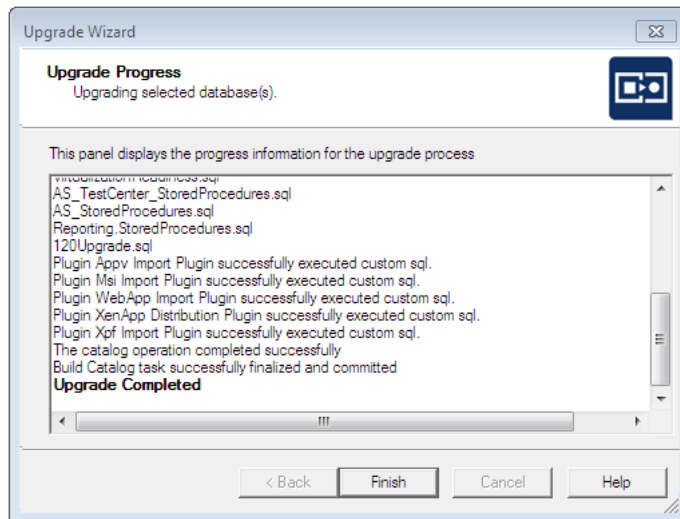 Upgrade Wizard
Upgrade Progress
Upgrading selected database(s).
This panel displays the progress information for the upgrade process
VirtualizationReadiness.sql
AS_TestCenter_StoredProcedures.sql
AS_StoredProcedures.sql
Reporting.StoredProcedures.sql
120Upgrade.sql
Plugin Appv Import Plugin successfully executed custom sql.
Plugin Msi Import Plugin successfully executed custom sql.
Plugin WebApp Import Plugin successfully executed custom sql.
Plugin XenApp Distribution Plugin successfully executed custom sql.
Plugin Xpf Import Plugin successfully executed custom sql.
The catalog operation completed successfully
Build Catalog task successfully finalized and committed
Upgrade Completed
< Back
Finish
Cancel
Help